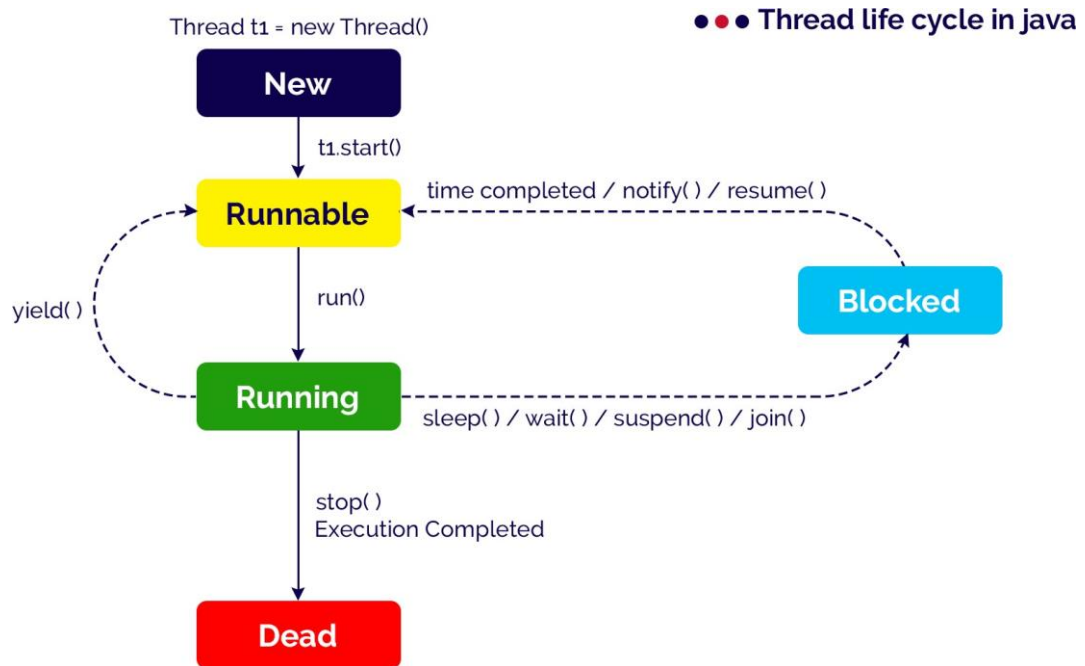 Thread life cycle in java
Thread t1 = new Thread()
New
t1.start()
time completed / notify( ) / resume( )
Runnable
run()
yield( )
Blocked
Running
sleep( ) / wait( ) / suspend( ) / join( )
stop( )
Execution Completed
Dead